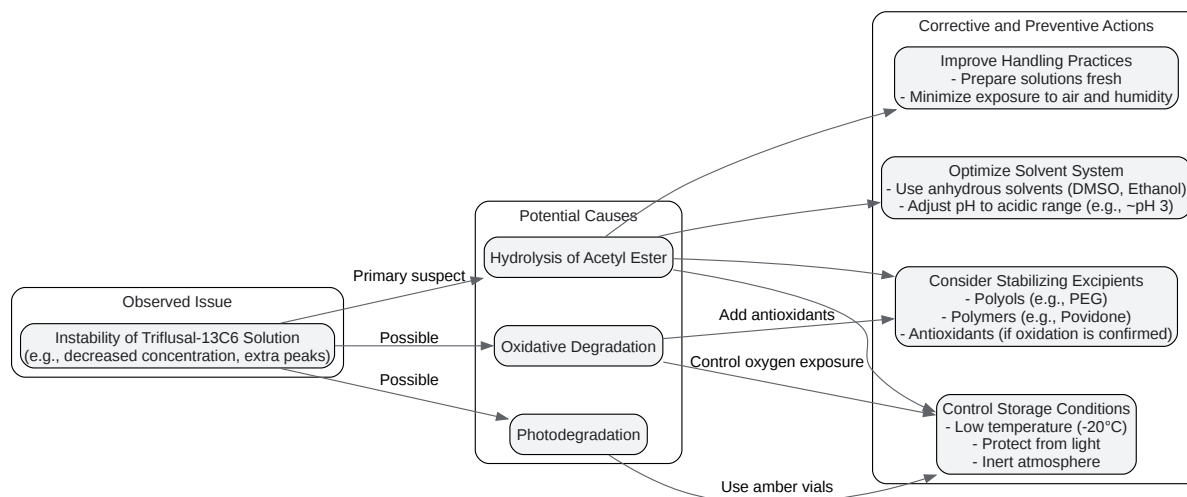 Observed Issue
Instability of Triflusal-13C6 Solution
(e.g., decreased concentration, extra peaks)
Primary suspect
Possible
Possible
Potential Causes
Hydrolysis of Acetyl Ester
Oxidative Degradation
Photodegradation
Add antioxidants
Control oxygen exposure
Use amber vials
Corrective and Preventive Actions
Improve Handling Practices
- Prepare solutions fresh
- Minimize exposure to air and humidity
Optimize Solvent System
- Use anhydrous solvents (DMSO, Ethanol)
- Adjust pH to acidic range (e.g., ~pH 3)
Consider Stabilizing Excipients
- Polyols (e.g., PEG)
- Polymers (e.g., Povidone)
- Antioxidants (if oxidation is confirmed)
Control Storage Conditions
- Low temperature (-20°C)
- Protect from light
- Inert atmosphere